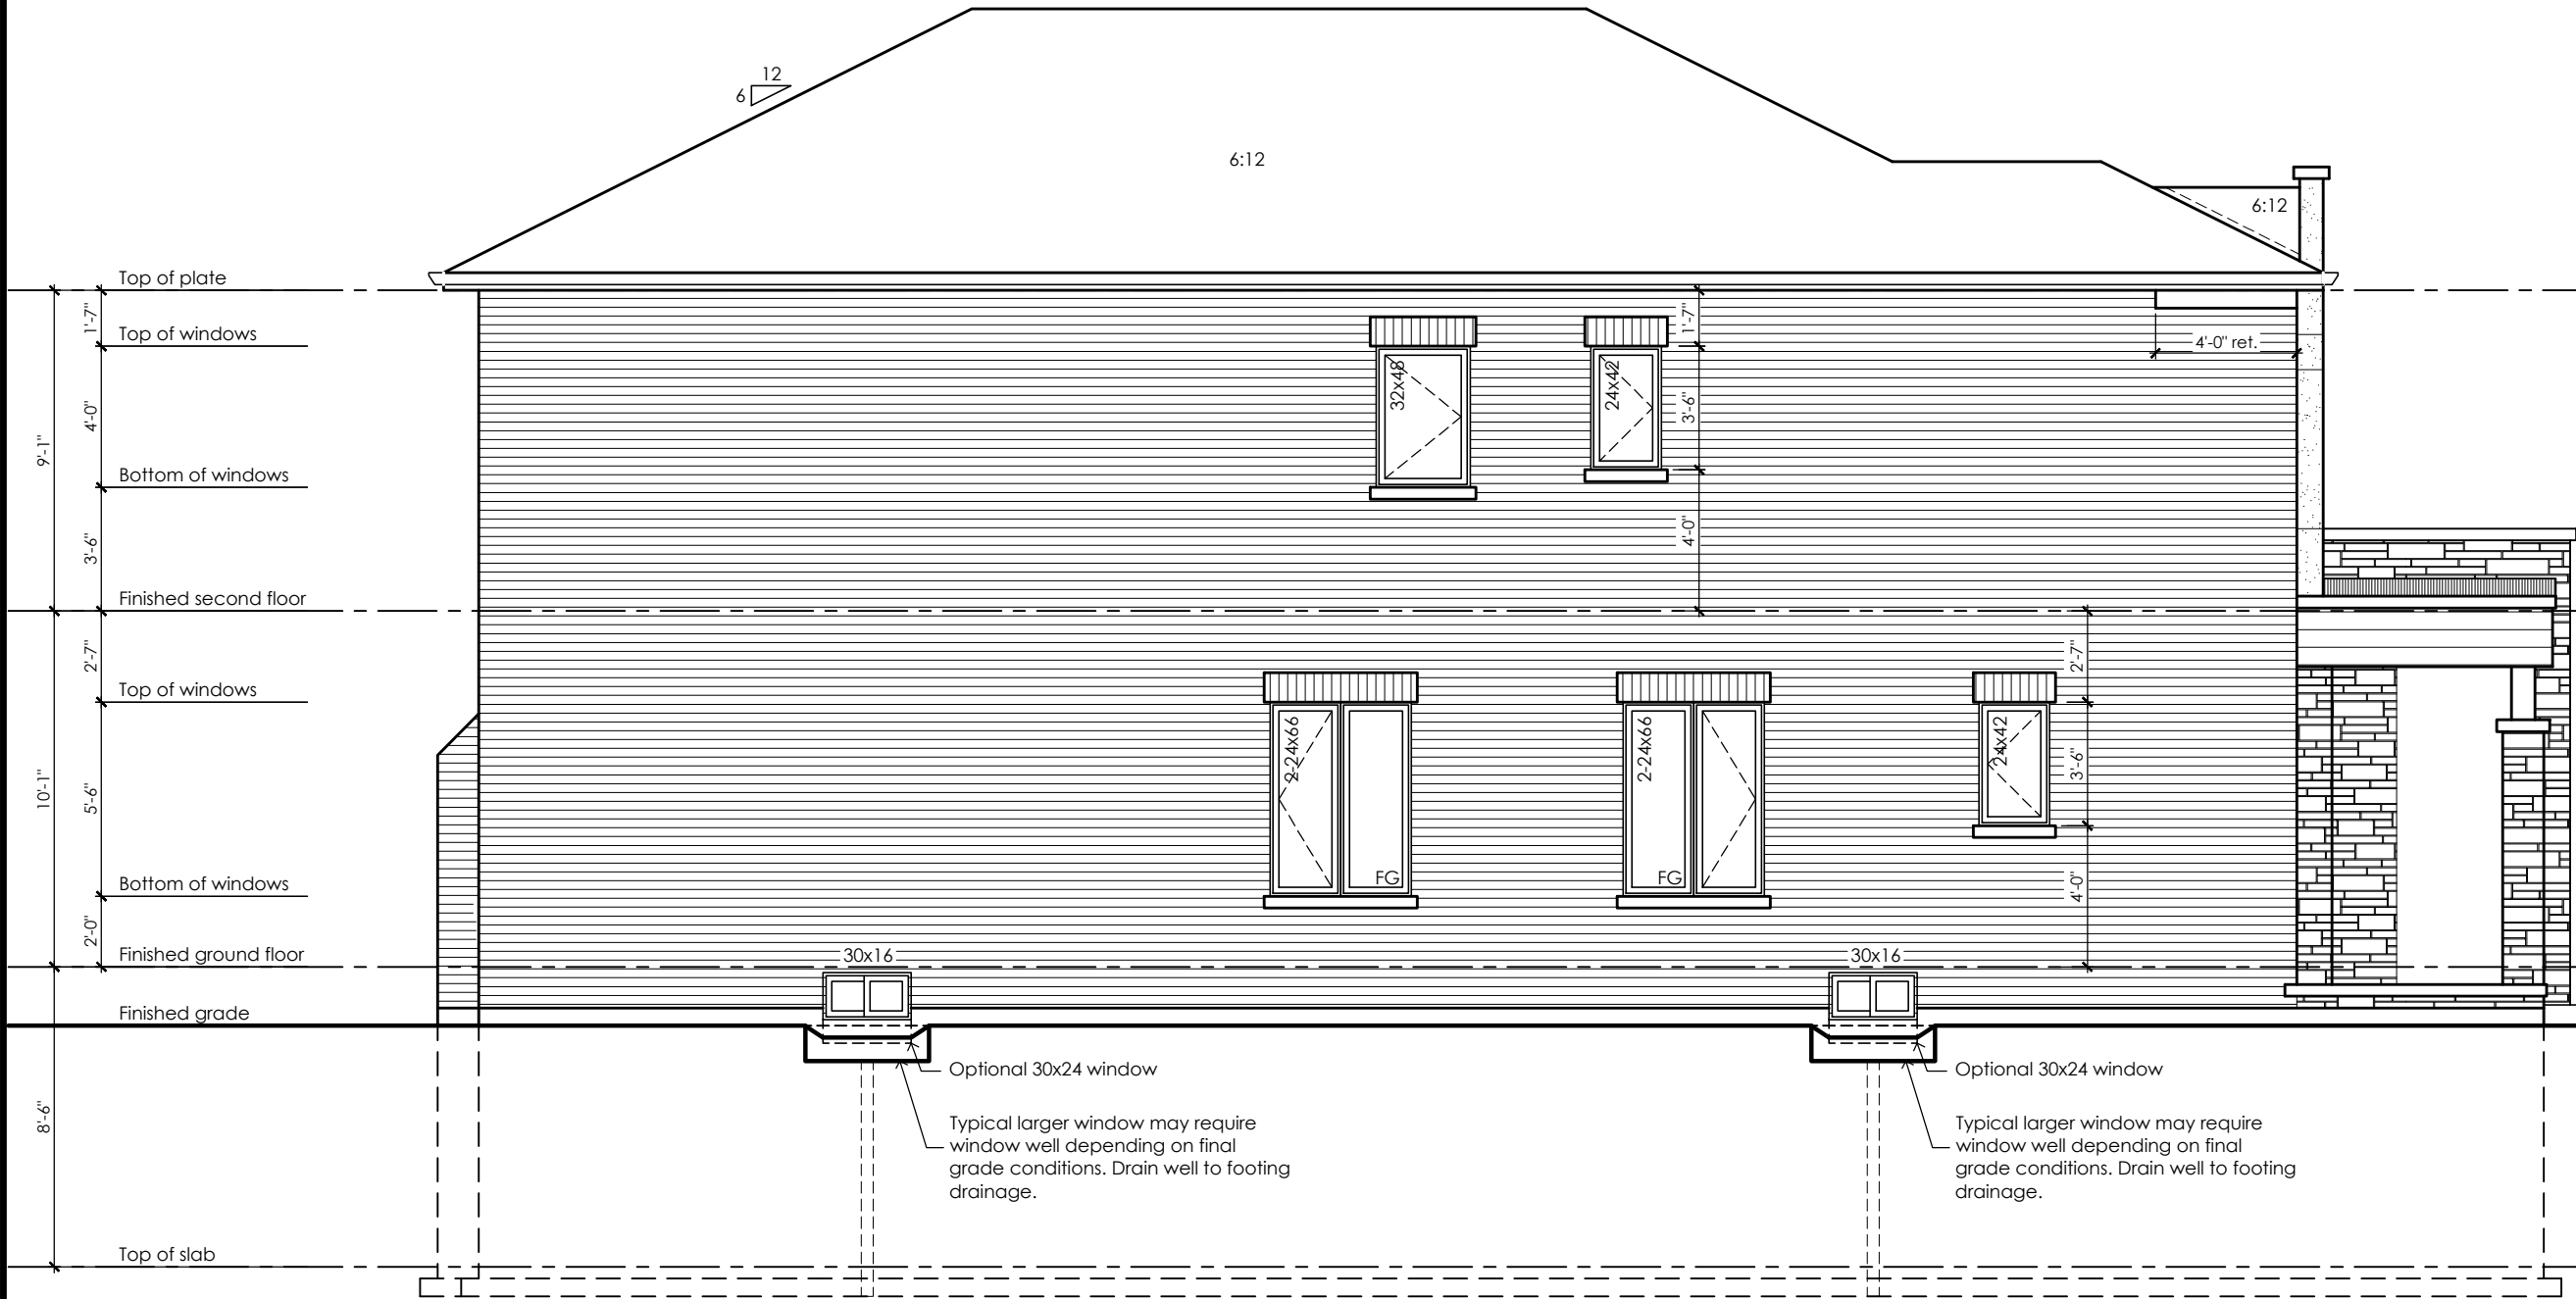 12
6
6:12
6:12
Top of plate
1'-7"
Top of windows
4'-0"
9'-1"
Bottom of windows
3'-6"
Finished second floor
2'-7"
Top of windows
10'-1"
5'-6"
Bottom of windows
2'-0"
Finished ground floor
Finished grade
8'-6"
Top of slab
32x48
24x42
1'-7"
3'-6"
4'-0"
4'-0" ret.
2-24x66
FG
2-24x66
FG
24x42
2'-7"
3'-6"
4'-0"
30x16
30x16
Optional 30x24 window
Typical larger window may require
window well depending on final
grade conditions. Drain well to footing
drainage.
Optional 30x24 window
Typical larger window may require
window well depending on final
grade conditions. Drain well to footing
drainage.